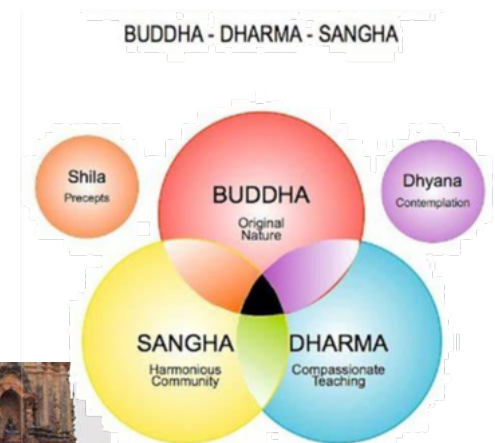 BUDDHA - DHARMA - SANGHA
Shila
Precepts
BUDDHA
Original
Nature
Dhyana
Contemplation
SANGHA
Harmonious
Community
DHARMA
Compassionate
Teaching